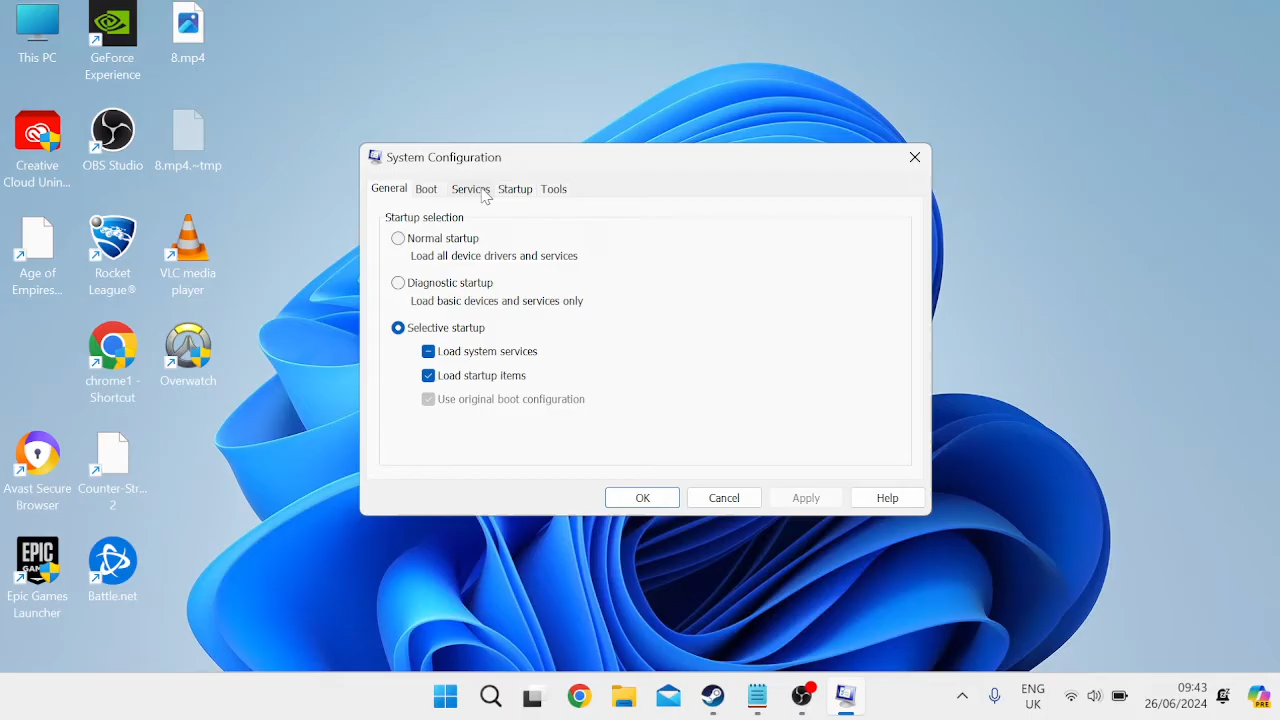 This PC
GeForce
Experience
8.mp4
Creative
Cloud Unin...
OBS Studio
8.mp4.~tmp
Age of
Empires...
Rocket
League®
VLC media
player
chrome1 -
Shortcut
Overwatch
Avast Secure
Browser
Counter-Str...
2
EPIC
GAMES
Epic Games
Launcher
Battle.net
System Configuration
General Boot Services Startup Tools
Startup selection
Normal startup
Load all device drivers and services
Diagnostic startup
Load basic devices and services only
Selective startup
Load system services
Load startup items
Use original boot configuration
OK Cancel Apply Help
ENG
UK
09:43
26/06/2024
PRE